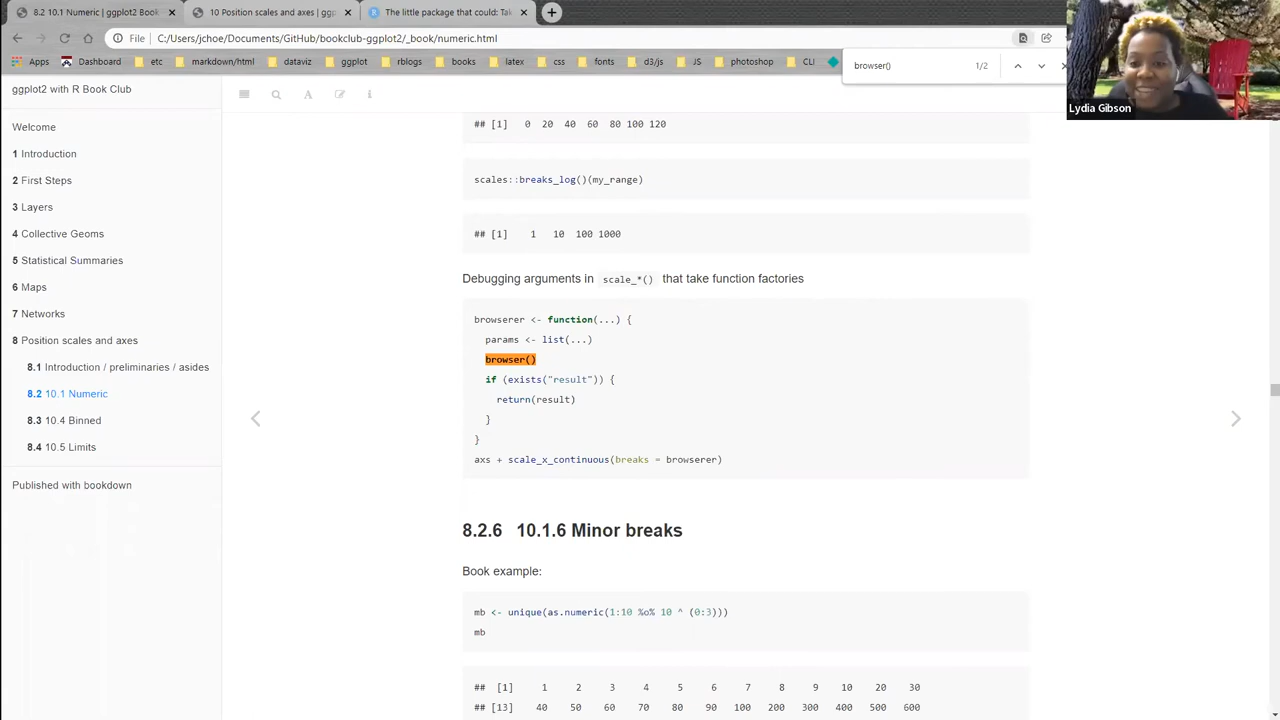 8.2 10.1 Numeric | ggplot2 Book
10 Position scales and axes | gg
The little package that could: Tak
File
C:/Users/jchoe/Documents/GitHub/bookclub-ggplot2/_book/numeric.html
Apps
Dashboard
etc
markdown/html
dataviz
ggplot
rblogs
books
latex
css
fonts
d3/js
JS
photoshop
CLI
browser()
1/2
Lydia Gibson
ggplot2 with R Book Club
Welcome
1 Introduction
2 First Steps
3 Layers
4 Collective Geoms
5 Statistical Summaries
6 Maps
7 Networks
8 Position scales and axes
8.1 Introduction / preliminaries / asides
8.2 10.1 Numeric
8.3 10.4 Binned
8.4 10.5 Limits
Published with bookdown
## [1] 0 20 40 60 80 100 120
scales::breaks_log()(my_range)
## [1] 1 10 100 1000
Debugging arguments in scale_*() that take function factories
browserer <- function(...) {
params <- list(...)
browser()
if (exists("result")) {
return(result)
}
}
axs + scale_x_continuous(breaks = browserer)
8.2.6 10.1.6 Minor breaks
Book example:
mb <- unique(as.numeric(1:10 %o% 10 ^ (0:3)))
mb
## [1] 1 2 3 4 5 6 7 8 9 10 20 30
## [13] 40 50 60 70 80 90 100 200 300 400 500 600